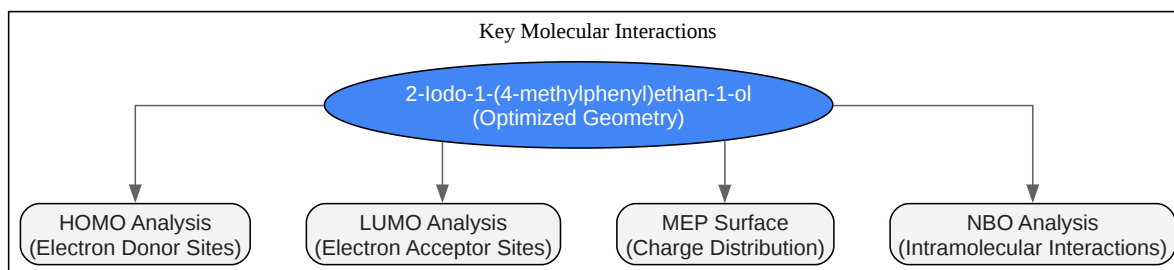 Key Molecular Interactions
2-Iodo-1-(4-methylphenyl)ethan-1-ol
(Optimized Geometry)
HOMO Analysis
(Electron Donor Sites)
LUMO Analysis
(Electron Acceptor Sites)
MEP Surface
(Charge Distribution)
NBO Analysis
(Intramolecular Interactions)